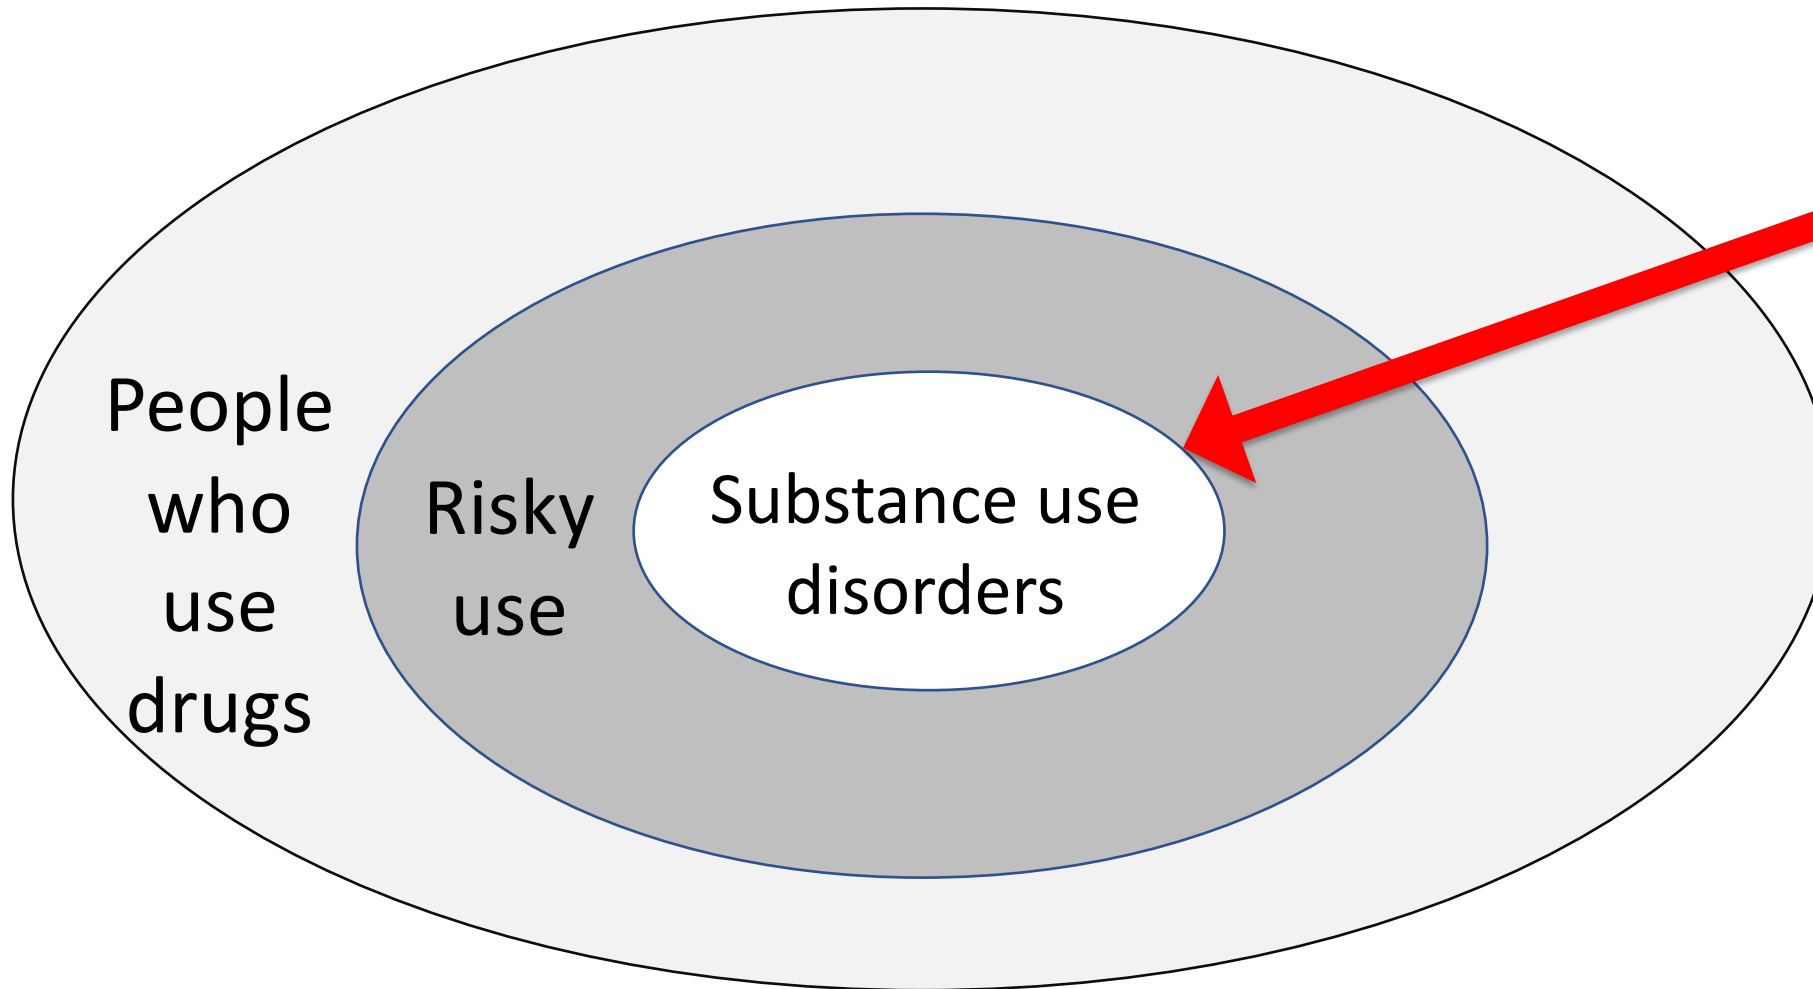 People
who
use
drugs
Risky
use
Substance use
disorders